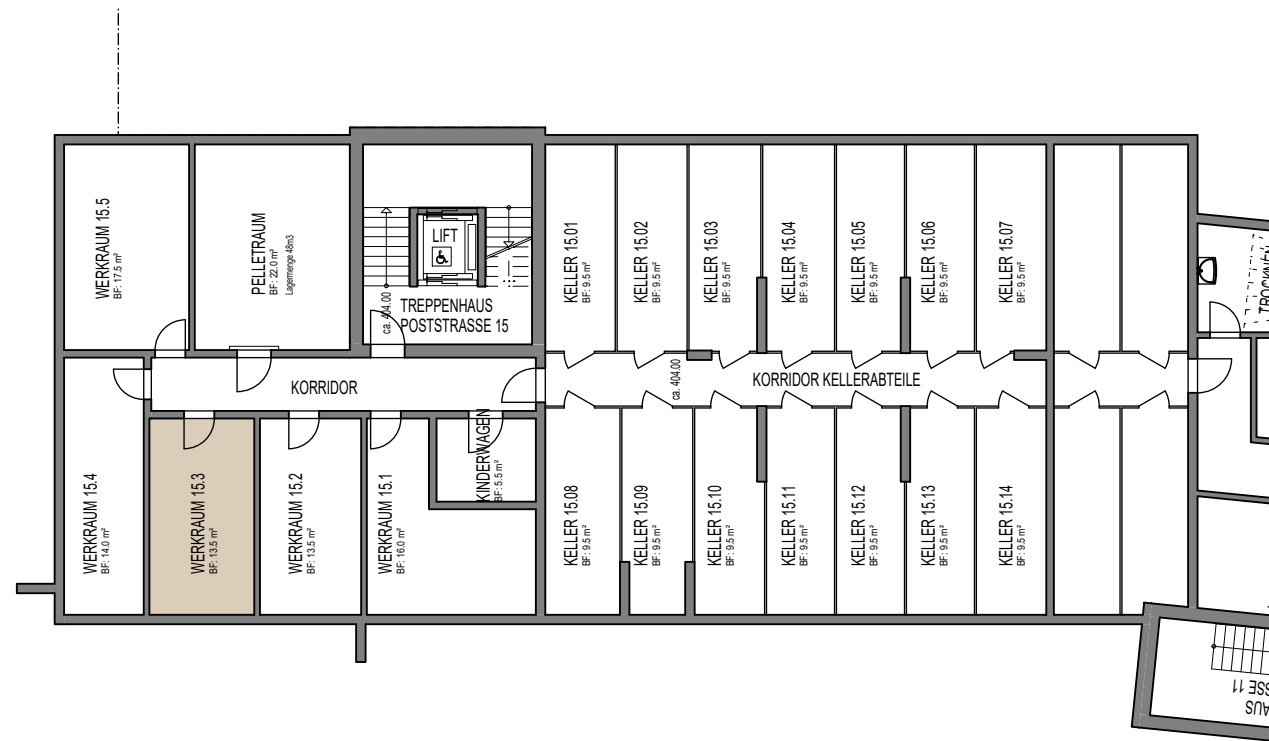 WERKRAUM 15.5
BF: 17.5 m²
PELLETRAUM
BF: 22.0 m²
Lagermenge 48m3
LIFT
ca. 404.00
TREPPENHAUS
POSTSTRASSE 15
KELLER 15.01
BF: 9.5 m²
KELLER 15.02
BF: 9.5 m²
KELLER 15.03
BF: 9.5 m²
KELLER 15.04
BF: 9.5 m²
KELLER 15.05
BF: 9.5 m²
KELLER 15.06
BF: 9.5 m²
KELLER 15.07
BF: 9.5 m²
TROCKNEN
KORRIDOR
ca. 404.00
KORRIDOR KELLERABTEILE
WERKRAUM 15.4
BF: 14.0 m²
WERKRAUM 15.3
BF: 13.5 m²
WERKRAUM 15.2
BF: 13.5 m²
WERKRAUM 15.1
BF: 16.0 m²
KINDERWAGEN
BF: 5.5 m²
KELLER 15.08
BF: 9.5 m²
KELLER 15.09
BF: 9.5 m²
KELLER 15.10
BF: 9.5 m²
KELLER 15.11
BF: 9.5 m²
KELLER 15.12
BF: 9.5 m²
KELLER 15.13
BF: 9.5 m²
KELLER 15.14
BF: 9.5 m²
AUS
SSE 11